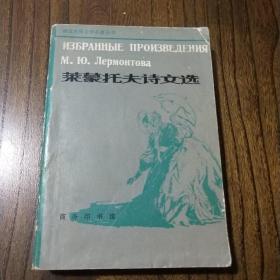 ИЗБРАННЫЕ ПРОИЗВЕДЕНИЯ
М. Ю. Лермонтова
莱蒙托夫诗文选
商务印书馆